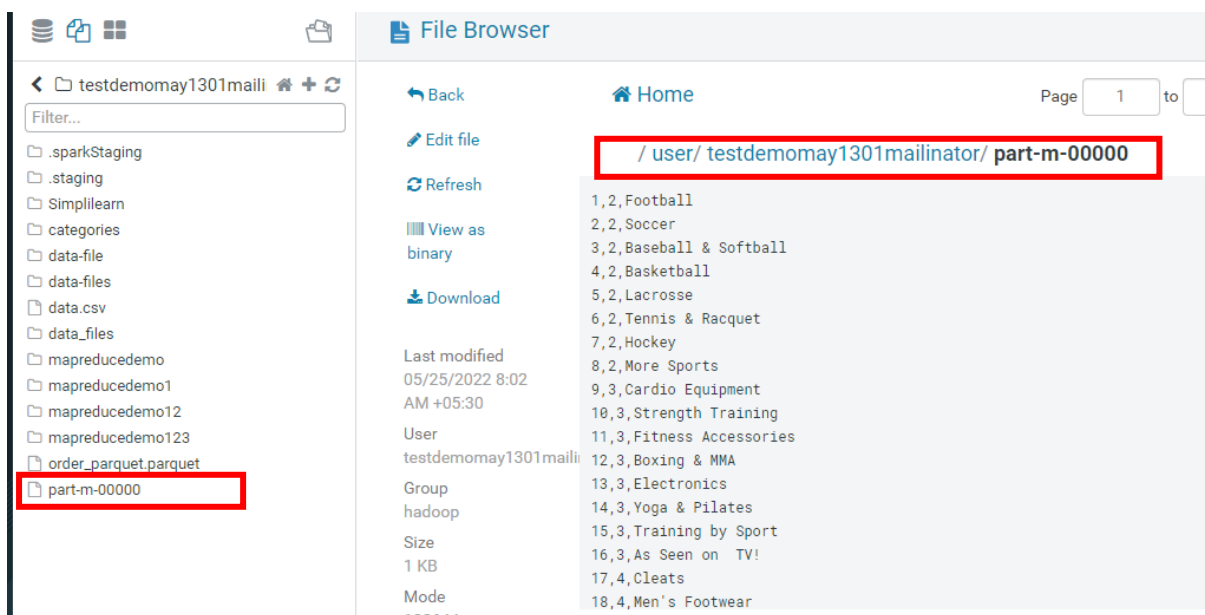 File Browser
testdemomay1301maili
Filter...
.sparkStaging
.staging
Simplilearn
categories
data-file
data-files
data.csv
data_files
mapreducedemo
mapreducedemo1
mapreducedemo12
mapreducedemo123
order_parquet.parquet
part-m-00000
Back
Edit file
Refresh
View as
binary
Download
Last modified
05/25/2022 8:02
AM +05:30
User
testdemomay1301maili
Group
hadoop
Size
1 KB
Mode
Home
Page 1 to
/ user/ testdemomay1301mailinator/ part-m-00000
1,2,Football
2,2,Soccer
3,2,Baseball & Softball
4,2,Basketball
5,2,Lacrosse
6,2,Tennis & Racquet
7,2,Hockey
8,2,More Sports
9,3,Cardio Equipment
10,3,Strength Training
11,3,Fitness Accessories
12,3,Boxing & MMA
13,3,Electronics
14,3,Yoga & Pilates
15,3,Training by Sport
16,3,As Seen on  TV!
17,4,Cleats
18,4,Men's Footwear